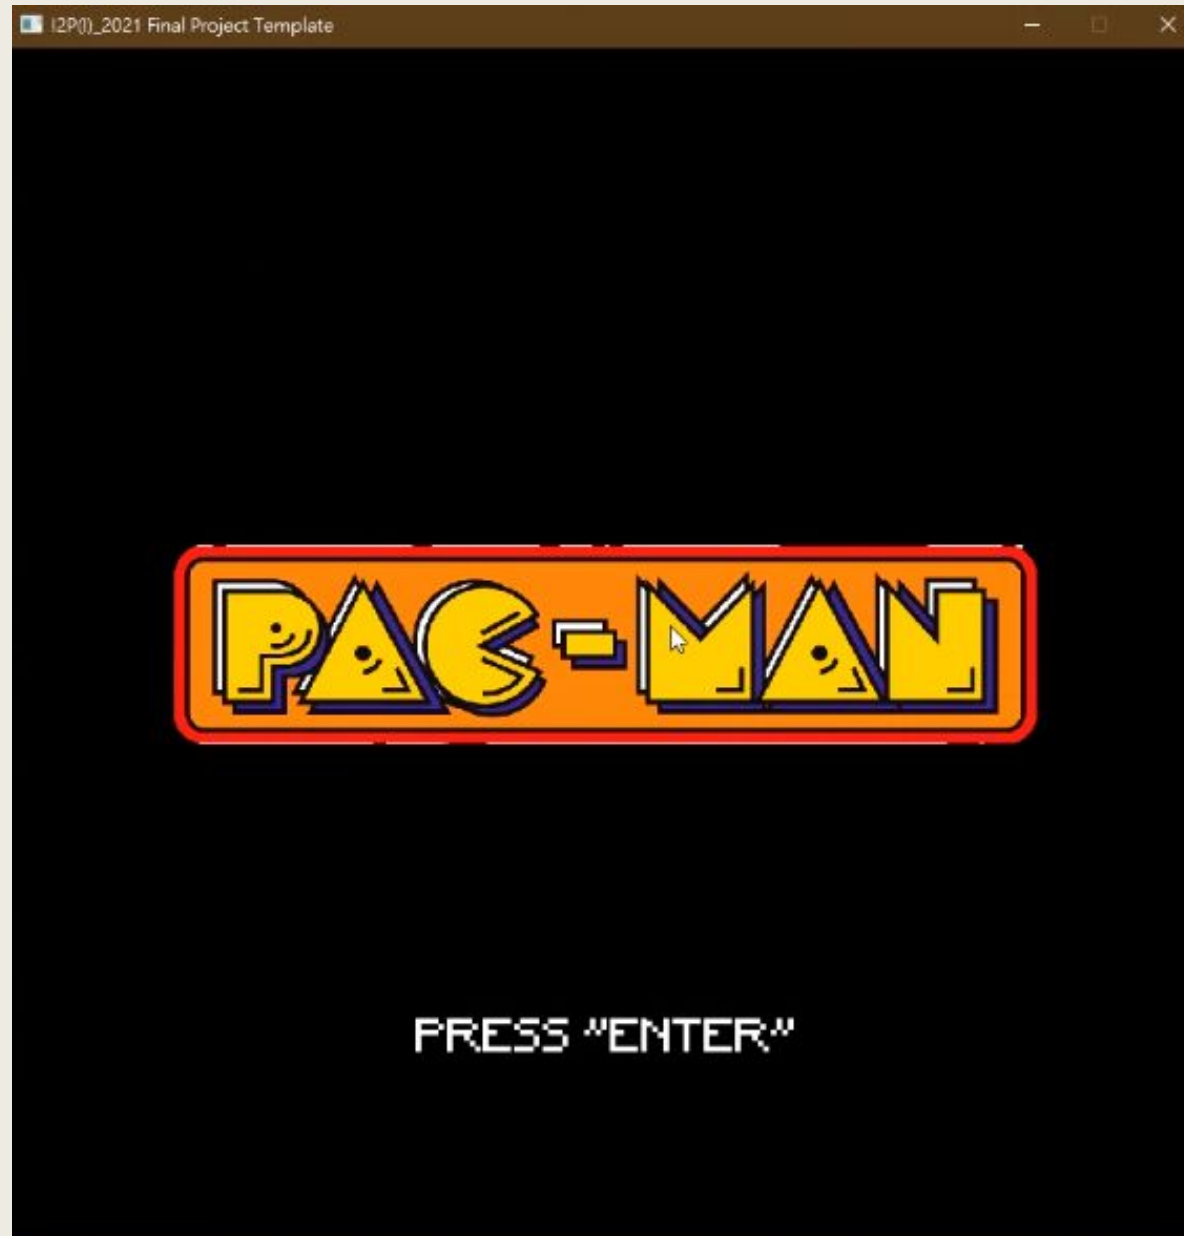 I2P(I)_2021 Final Project Template
PAC-MAN
PRESS "ENTER"